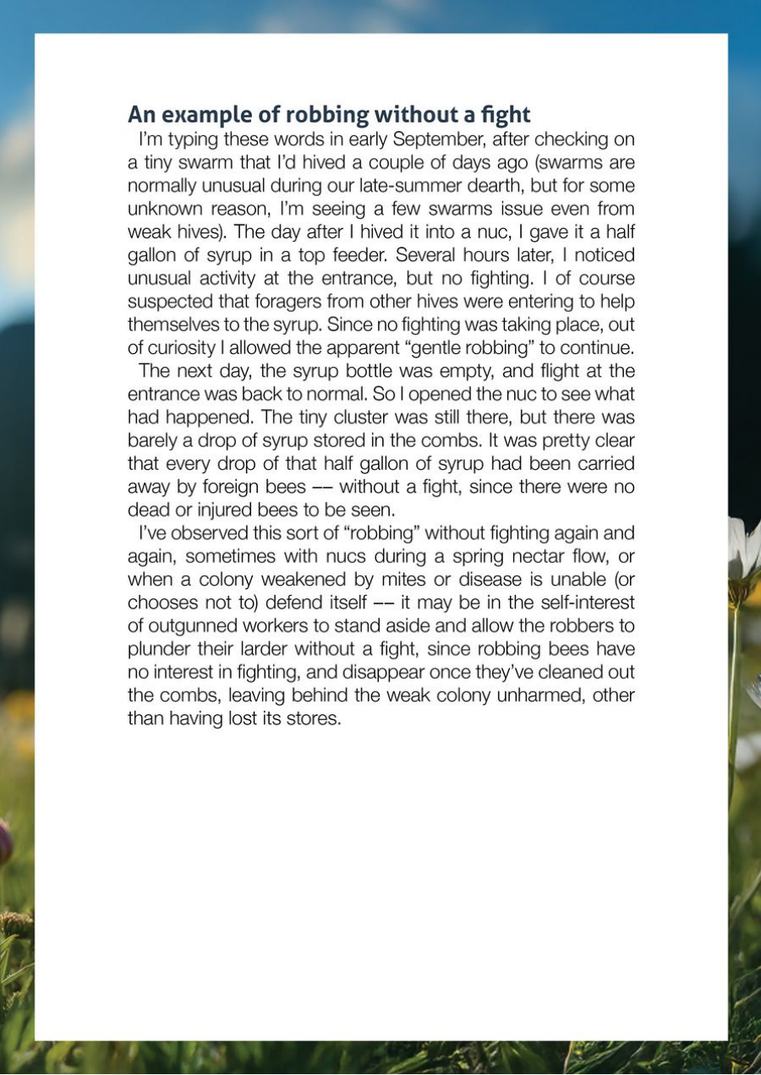 An example of robbing without a fight
I’m typing these words in early September, after checking on
a tiny swarm that I’d hived a couple of days ago (swarms are
normally unusual during our late-summer dearth, but for some
unknown reason, I’m seeing a few swarms issue even from
weak hives). The day after I hived it into a nuc, I gave it a half
gallon of syrup in a top feeder. Several hours later, I noticed
unusual activity at the entrance, but no fighting. I of course
suspected that foragers from other hives were entering to help
themselves to the syrup. Since no fighting was taking place, out
of curiosity I allowed the apparent “gentle robbing” to continue.
The next day, the syrup bottle was empty, and flight at the
entrance was back to normal. So I opened the nuc to see what
had happened. The tiny cluster was still there, but there was
barely a drop of syrup stored in the combs. It was pretty clear
that every drop of that half gallon of syrup had been carried
away by foreign bees –– without a fight, since there were no
dead or injured bees to be seen.
I’ve observed this sort of “robbing” without fighting again and
again, sometimes with nucs during a spring nectar flow, or
when a colony weakened by mites or disease is unable (or
chooses not to) defend itself –– it may be in the self-interest
of outgunned workers to stand aside and allow the robbers to
plunder their larder without a fight, since robbing bees have
no interest in fighting, and disappear once they’ve cleaned out
the combs, leaving behind the weak colony unharmed, other
than having lost its stores.